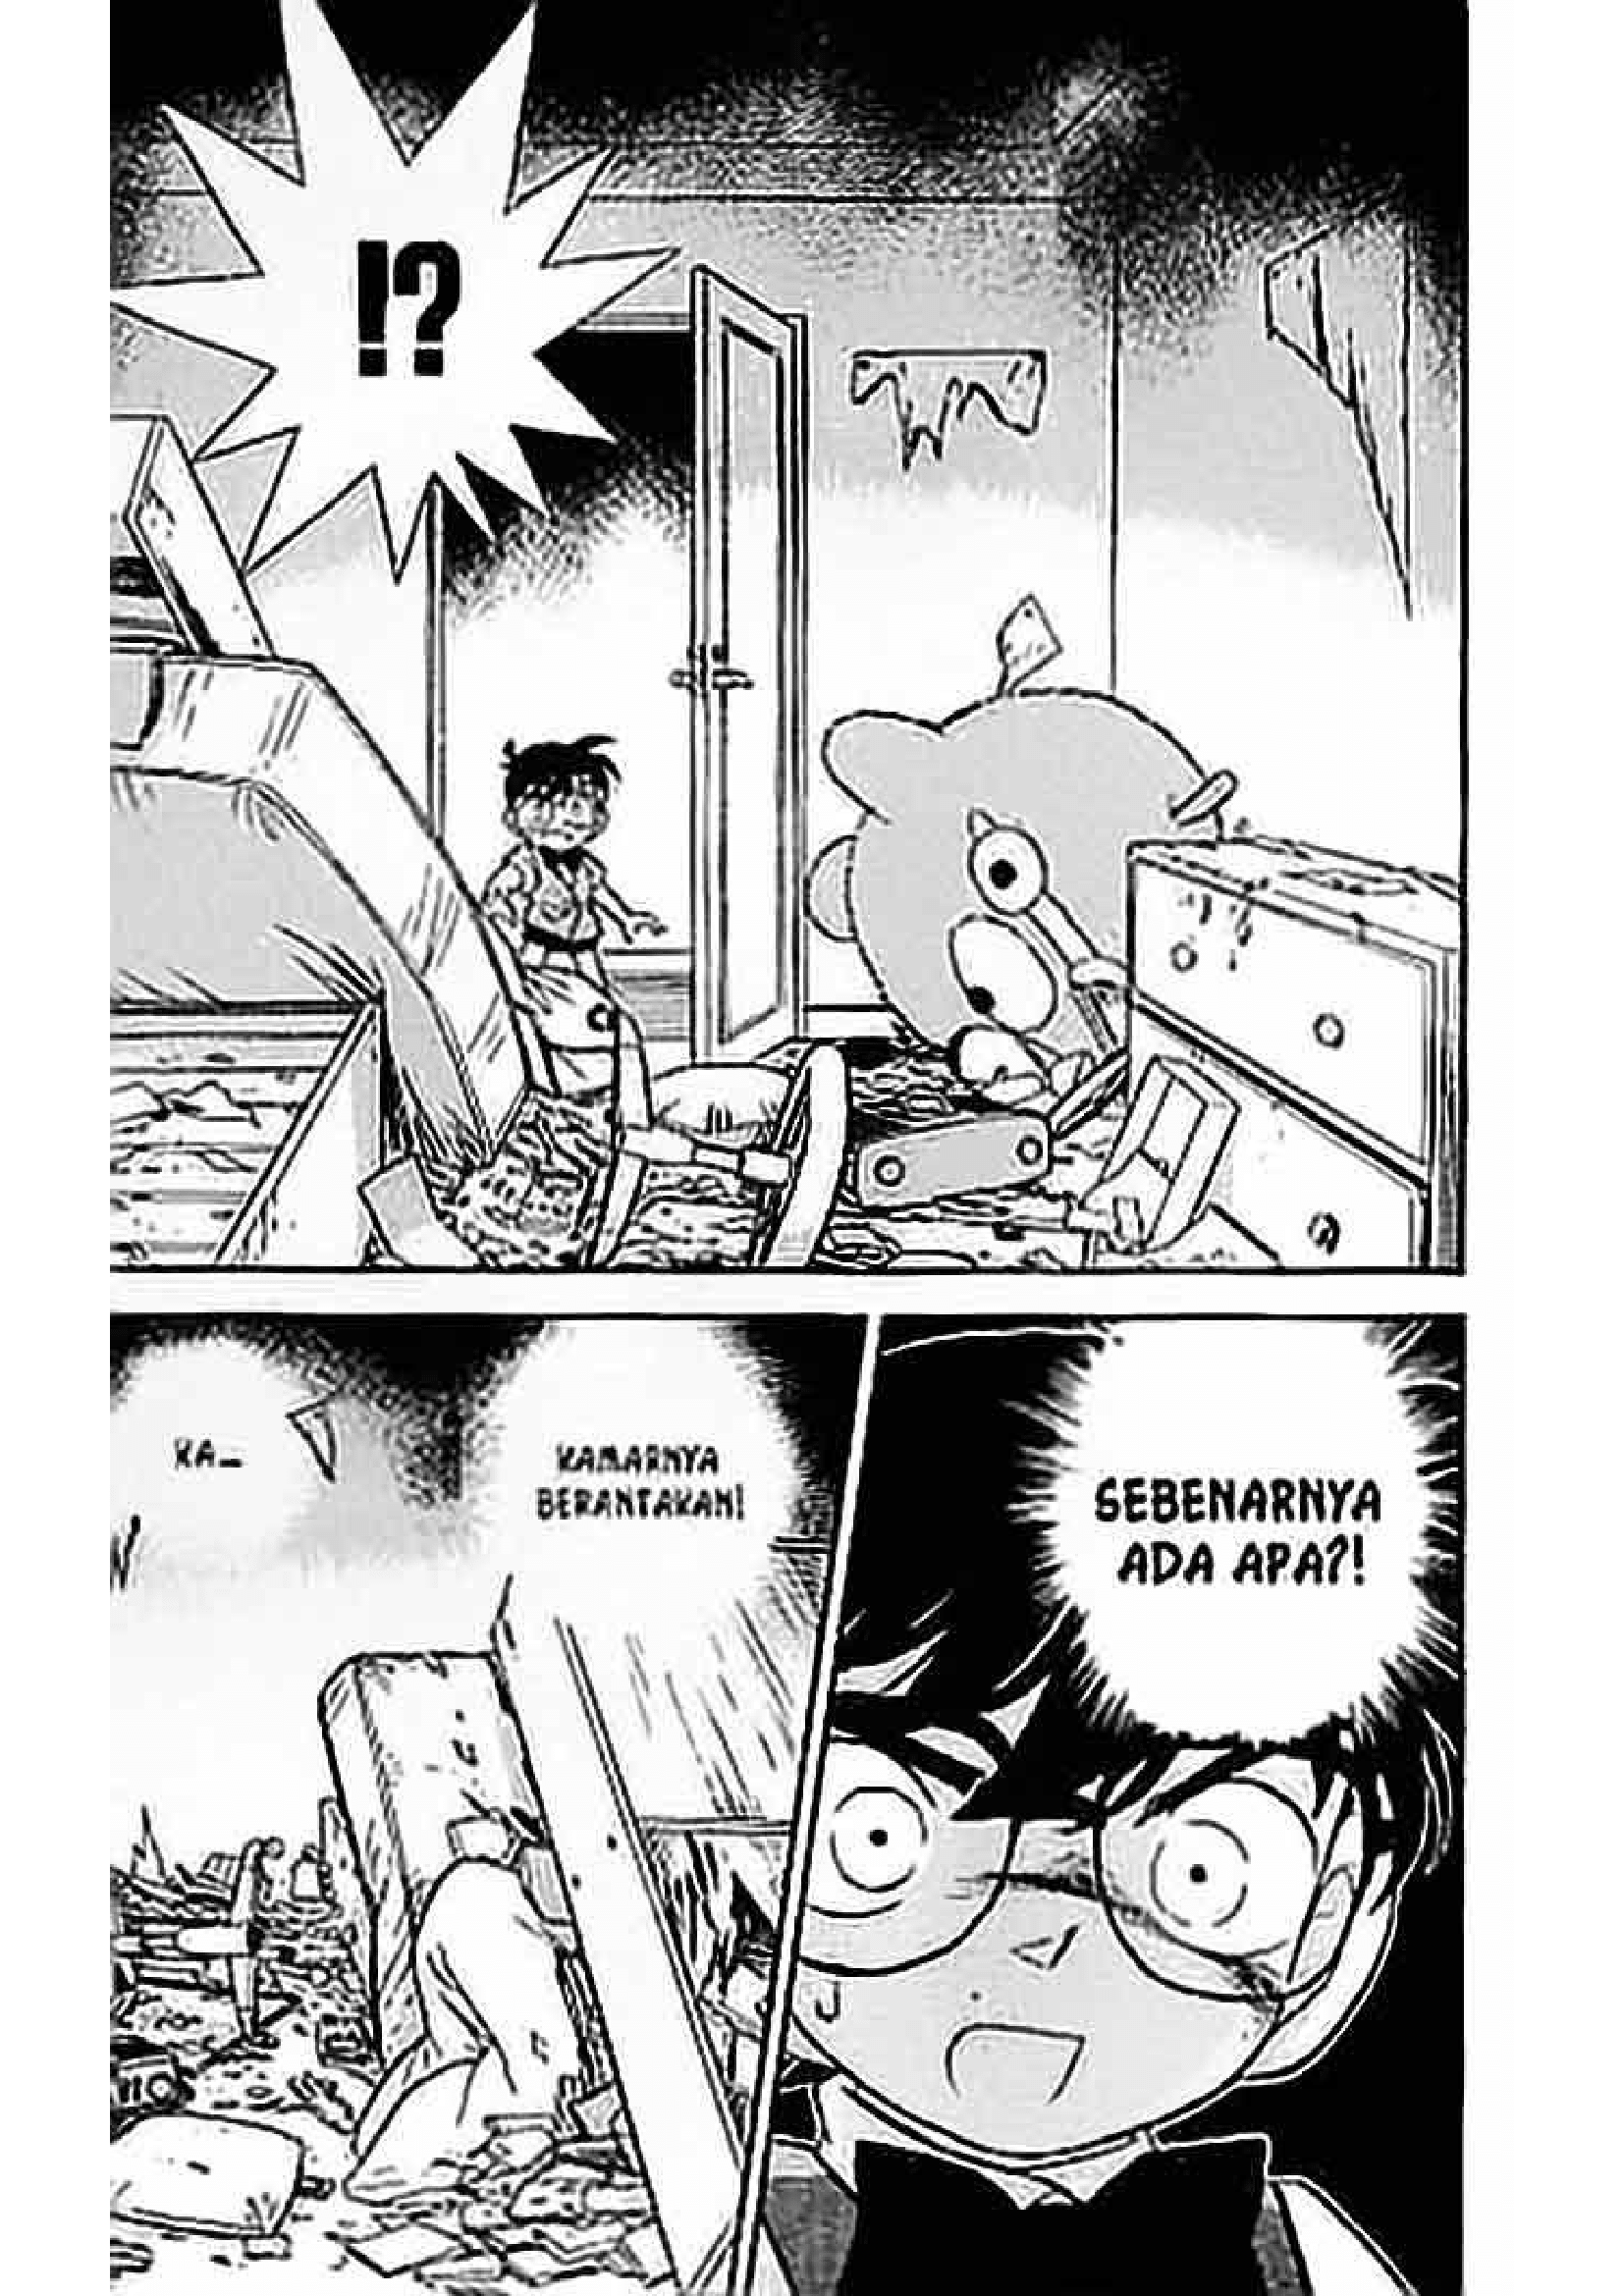 !?
KA...
KAMARNYA
BERANTAKAN!
SEBENARNYA
ADA APA?!